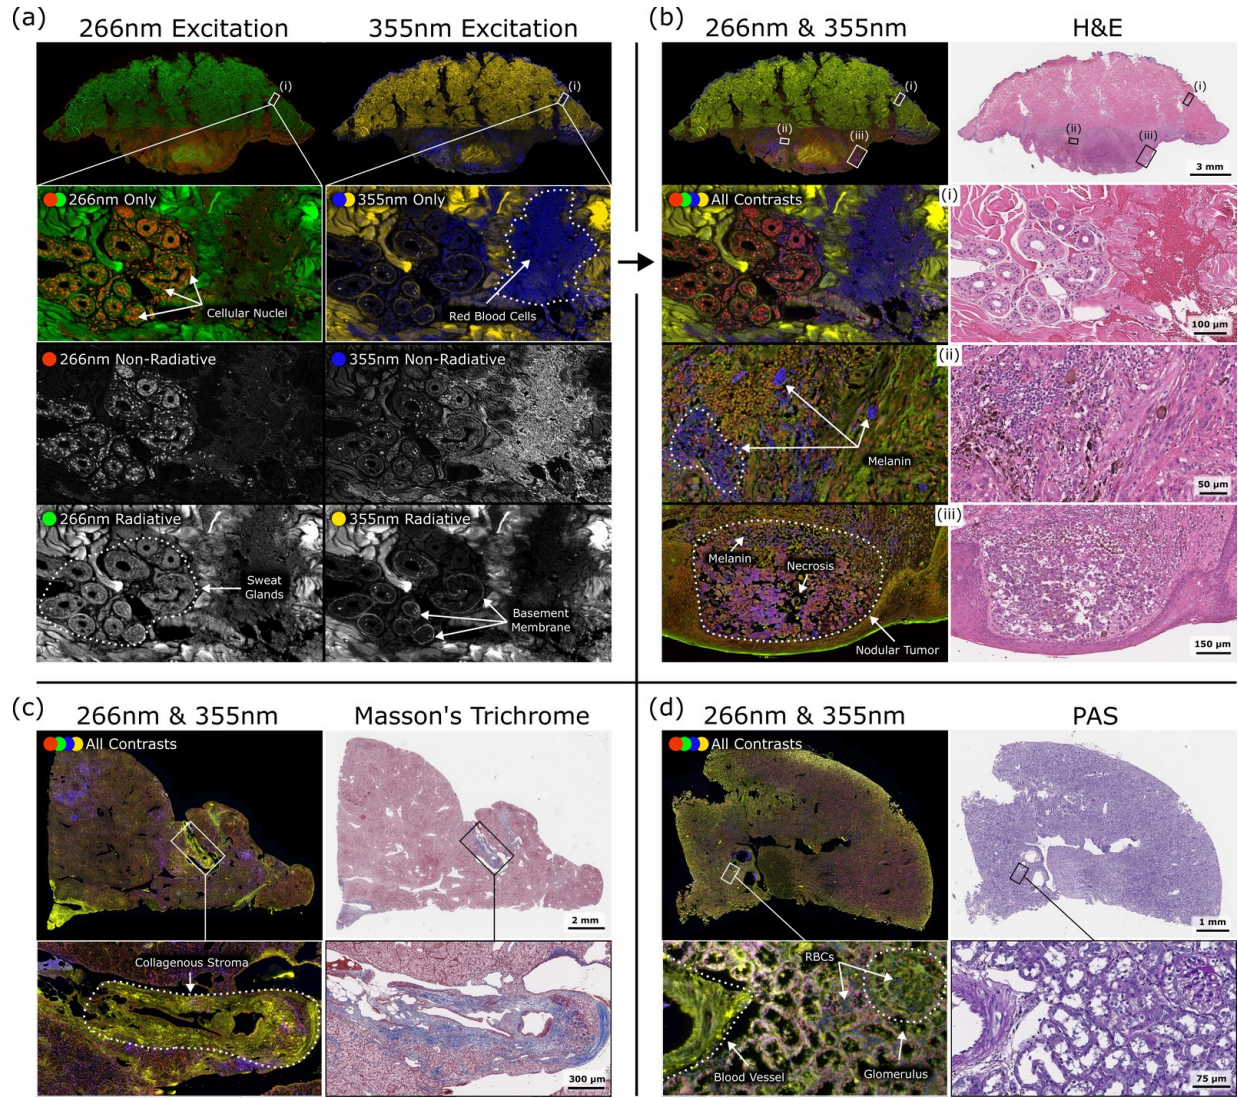 (a)
266nm Excitation
355nm Excitation
(i)
(i)
266nm Only
355nm Only
Cellular Nuclei
Red Blood Cells
266nm Non-Radiative
355nm Non-Radiative
266nm Radiative
355nm Radiative
Sweat
Glands
Basement
Membrane
(b)
266nm & 355nm
H&E
(i)
(ii)
(iii)
(i)
(ii)
(iii)
3 mm
All Contrasts
(i)
100 µm
(ii)
Melanin
50 µm
(iii)
Melanin
Necrosis
Nodular Tumor
150 µm
(c)
266nm & 355nm
Masson's Trichrome
All Contrasts
2 mm
Collagenous Stroma
300 µm
(d)
266nm & 355nm
PAS
All Contrasts
1 mm
RBCs
Blood Vessel
Glomerulus
75 µm